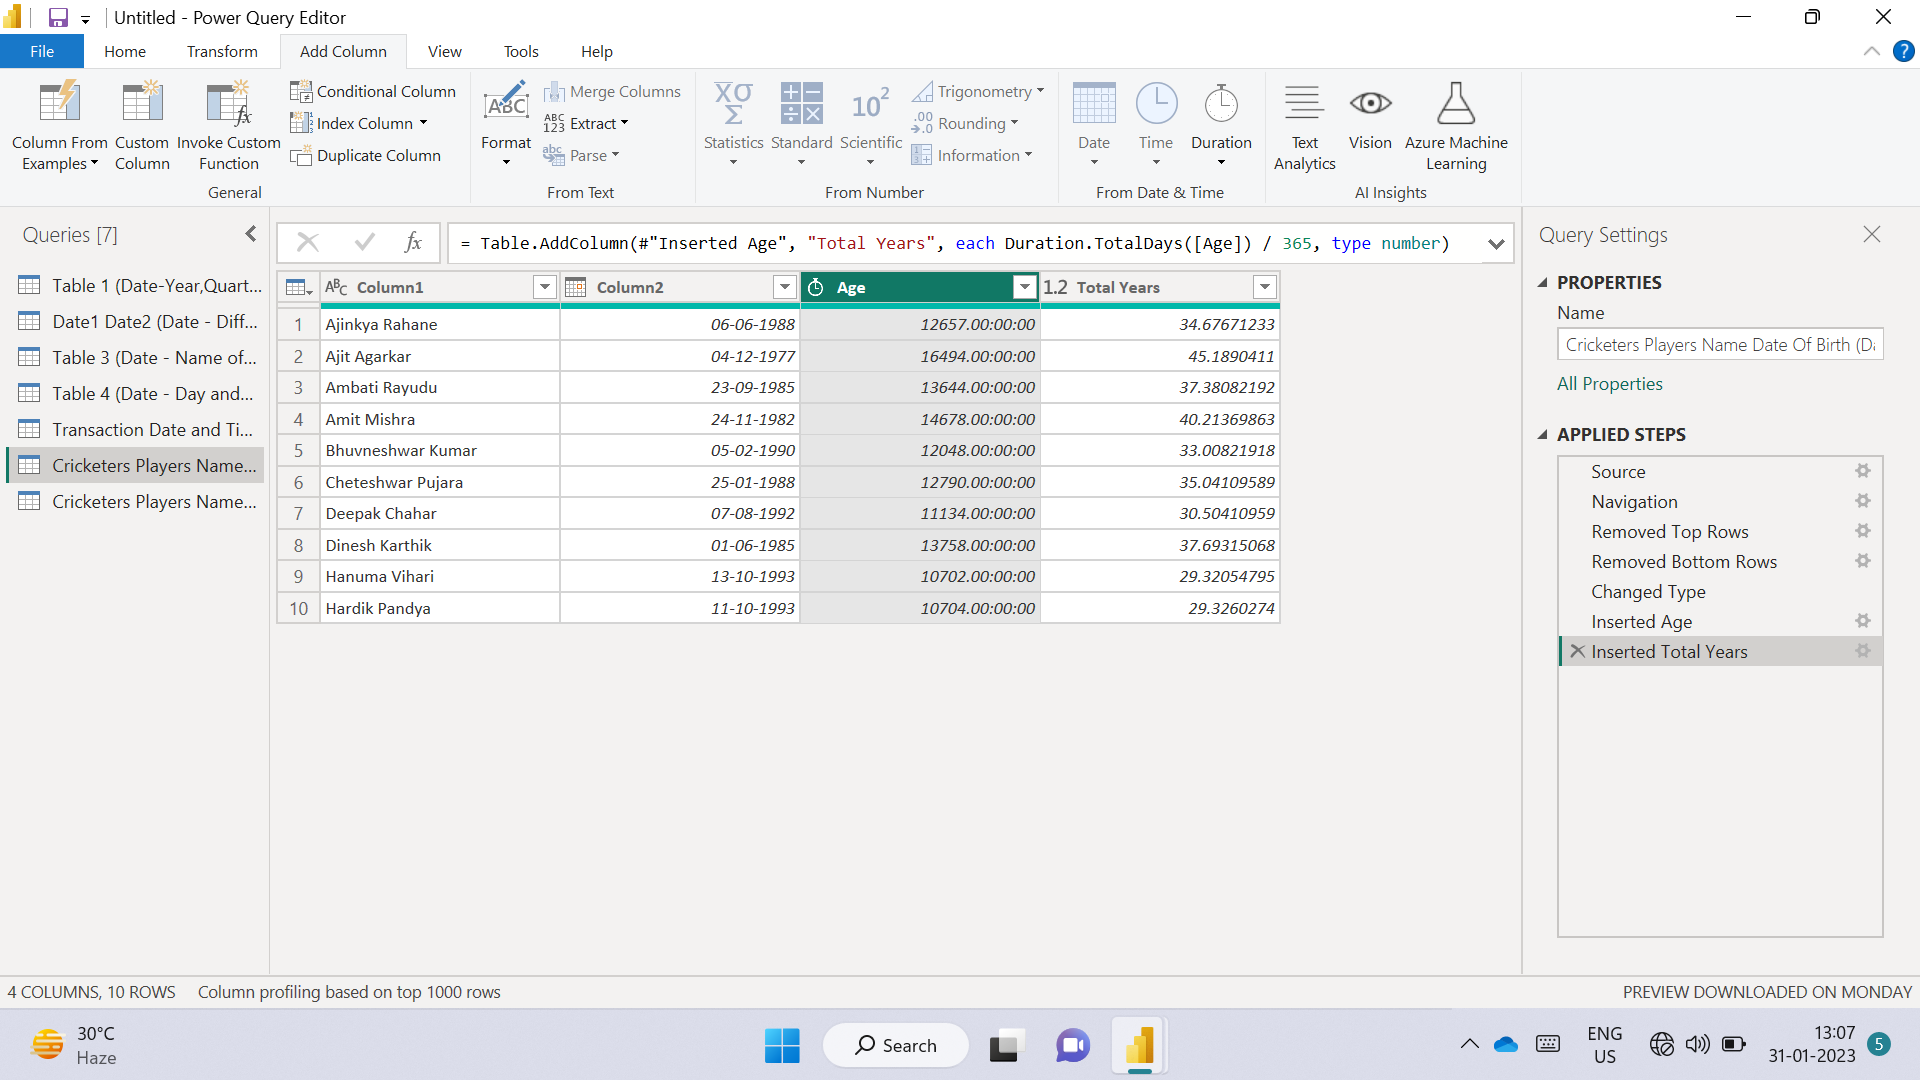 Untitled - Power Query Editor
File
Home
Transform
Add Column
View
Tools
Help
?
Column From
Examples
Custom
Column
Invoke Custom
Function
Conditional Column
Index Column
Duplicate Column
General
ABC
Format
Merge Columns
ABC
123
Extract
abc
Parse
From Text
XΣσ
Statistics
Standard
10²
Scientific
Trigonometry
.00
→.0
Rounding
Information
From Number
Date
Time
Duration
From Date & Time
Text
Analytics
Vision
Azure Machine
Learning
AI Insights
Queries [7]
Table 1 (Date-Year,Quart...
Date1 Date2 (Date - Diff...
Table 3 (Date - Name of...
Table 4 (Date - Day and...
Transaction Date and Ti...
Cricketers Players Name...
Cricketers Players Name...
fx
= Table.AddColumn(#"Inserted Age", "Total Years", each Duration.TotalDays([Age]) / 365, type number)
ABC Column1
Column2
Age
1.2 Total Years
1 Ajinkya Rahane 06-06-1988 12657.00:00:00 34.67671233
2 Ajit Agarkar 04-12-1977 16494.00:00:00 45.1890411
3 Ambati Rayudu 23-09-1985 13644.00:00:00 37.38082192
4 Amit Mishra 24-11-1982 14678.00:00:00 40.21369863
5 Bhuvneshwar Kumar 05-02-1990 12048.00:00:00 33.00821918
6 Cheteshwar Pujara 25-01-1988 12790.00:00:00 35.04109589
7 Deepak Chahar 07-08-1992 11134.00:00:00 30.50410959
8 Dinesh Karthik 01-06-1985 13758.00:00:00 37.69315068
9 Hanuma Vihari 13-10-1993 10702.00:00:00 29.32054795
10 Hardik Pandya 11-10-1993 10704.00:00:00 29.3260274
Query Settings
PROPERTIES
Name
Cricketers Players Name Date Of Birth (Da
All Properties
APPLIED STEPS
Source
Navigation
Removed Top Rows
Removed Bottom Rows
Changed Type
Inserted Age
Inserted Total Years
4 COLUMNS, 10 ROWS
Column profiling based on top 1000 rows
PREVIEW DOWNLOADED ON MONDAY
30°C
Haze
Search
ENG
US
13:07
31-01-2023
5